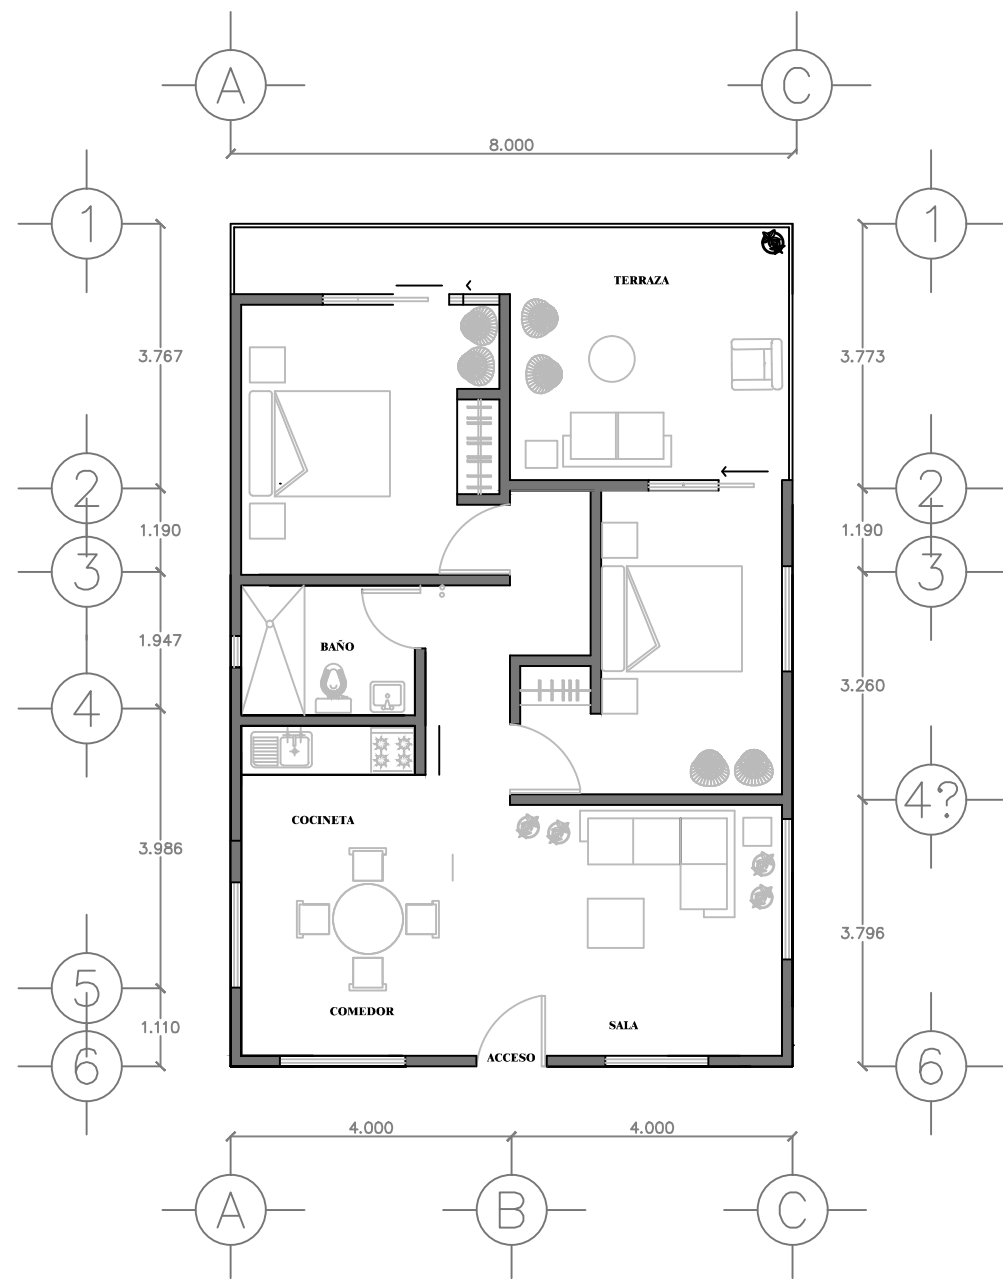 A
C
8.000
1
1
TERRAZA
3.767
3.773
2
2
1.190
1.190
3
3
1.947
BAÑO
3.260
4
4?
COCINETA
3.986
3.796
5
COMEDOR
SALA
1.110
ACCESO
6
6
4.000
4.000
A
B
C